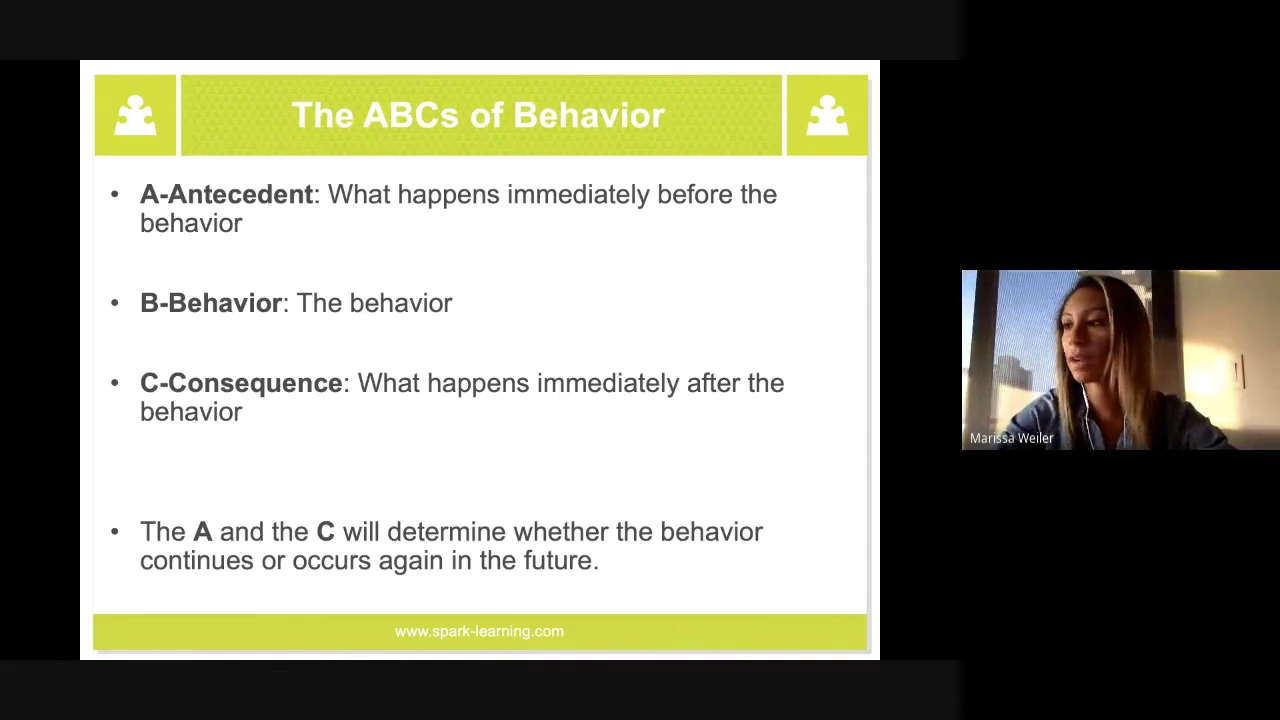 The ABCs of Behavior
• A-Antecedent: What happens immediately before the
behavior
• B-Behavior: The behavior
• C-Consequence: What happens immediately after the
behavior
• The A and the C will determine whether the behavior
continues or occurs again in the future.
www.spark-learning.com
Marissa Weiler